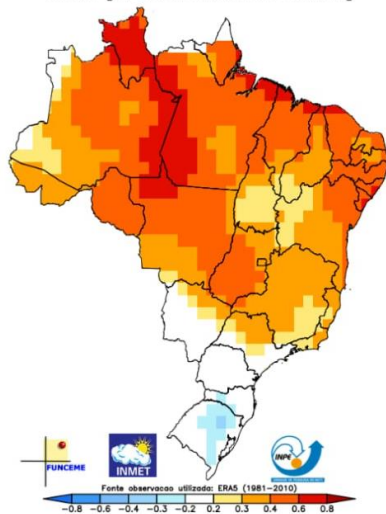 FUNCEME
INMET
INPE
Fonte observacao utilizada: ERA5 (1981-2010)
-0.8 -0.6 -0.4 -0.3 -0.2 0.2 0.3 0.4 0.6 0.8